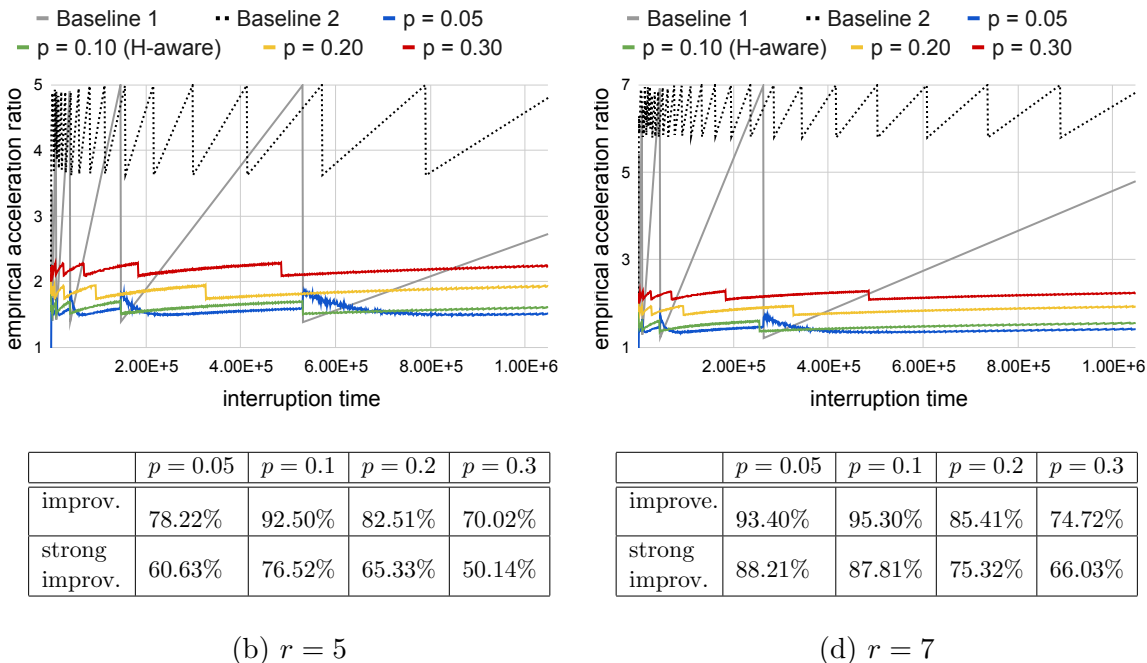 Baseline 1 Baseline 2 p = 0.05
p = 0.10 (H-aware) p = 0.20 p = 0.30
empirical acceleration ratio
5
4
3
2
1
2.00E+5 4.00E+5 6.00E+5 8.00E+5 1.00E+6
interruption time
p = 0.05 p = 0.1 p = 0.2 p = 0.3
improv. 78.22% 92.50% 82.51% 70.02%
strong
improv. 60.63% 76.52% 65.33% 50.14%
(b) r = 5
Baseline 1 Baseline 2 p = 0.05
p = 0.10 (H-aware) p = 0.20 p = 0.30
empirical acceleration ratio
7
5
3
1
2.00E+5 4.00E+5 6.00E+5 8.00E+5 1.00E+6
interruption time
p = 0.05 p = 0.1 p = 0.2 p = 0.3
improve. 93.40% 95.30% 85.41% 74.72%
strong
improv. 88.21% 87.81% 75.32% 66.03%
(d) r = 7